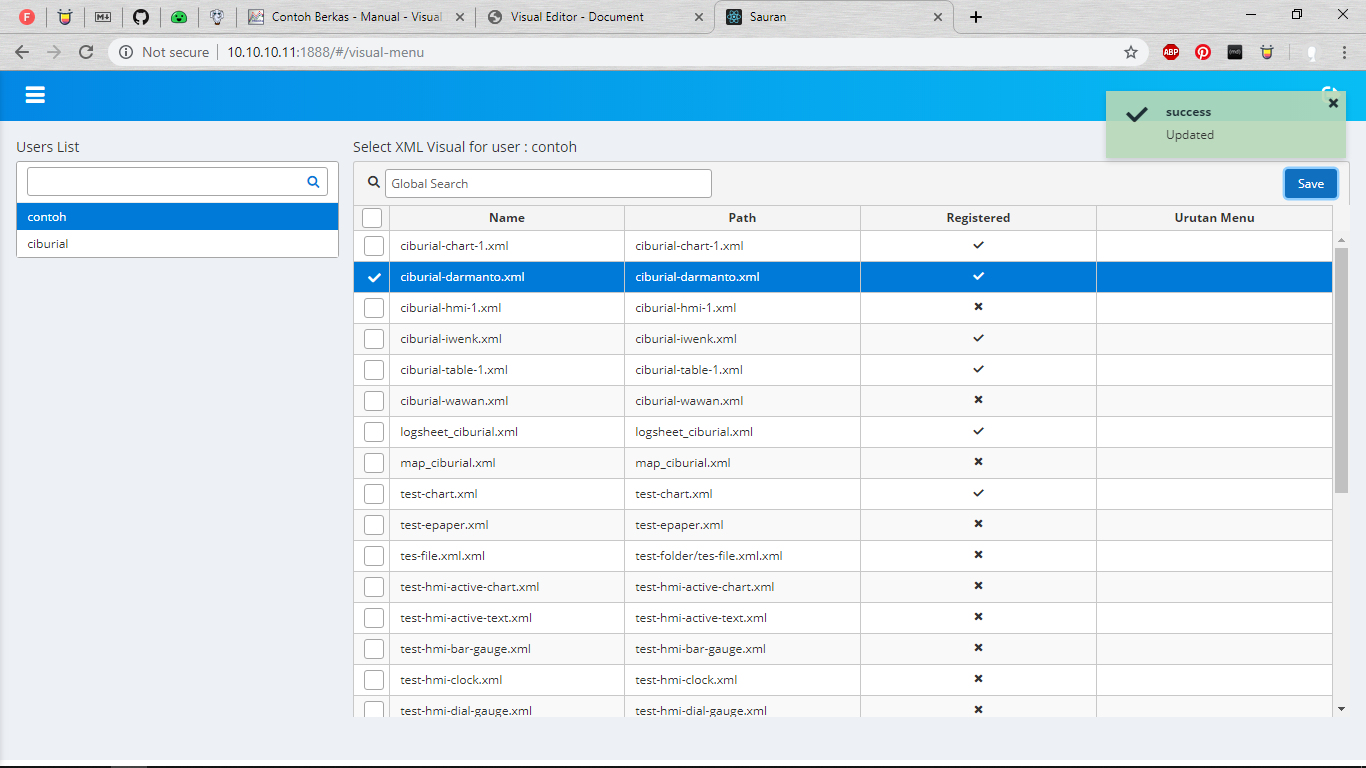 Contoh Berkas - Manual - Visual
Visual Editor - Document
Sauran
Not secure
10.10.10.11:1888/#/visual-menu
ABP
success
Updated
Users List
Select XML Visual for user : contoh
Global Search
Save
contoh
ciburial
Name Path Registered Urutan Menu
ciburial-chart-1.xml ciburial-chart-1.xml
ciburial-darmanto.xml ciburial-darmanto.xml
ciburial-hmi-1.xml ciburial-hmi-1.xml
ciburial-iwenk.xml ciburial-iwenk.xml
ciburial-table-1.xml ciburial-table-1.xml
ciburial-wawan.xml ciburial-wawan.xml
logsheet_ciburial.xml logsheet_ciburial.xml
map_ciburial.xml map_ciburial.xml
test-chart.xml test-chart.xml
test-epaper.xml test-epaper.xml
tes-file.xml.xml test-folder/tes-file.xml.xml
test-hmi-active-chart.xml test-hmi-active-chart.xml
test-hmi-active-text.xml test-hmi-active-text.xml
test-hmi-bar-gauge.xml test-hmi-bar-gauge.xml
test-hmi-clock.xml test-hmi-clock.xml
test-hmi-dial-gauge.xml test-hmi-dial-gauge.xml